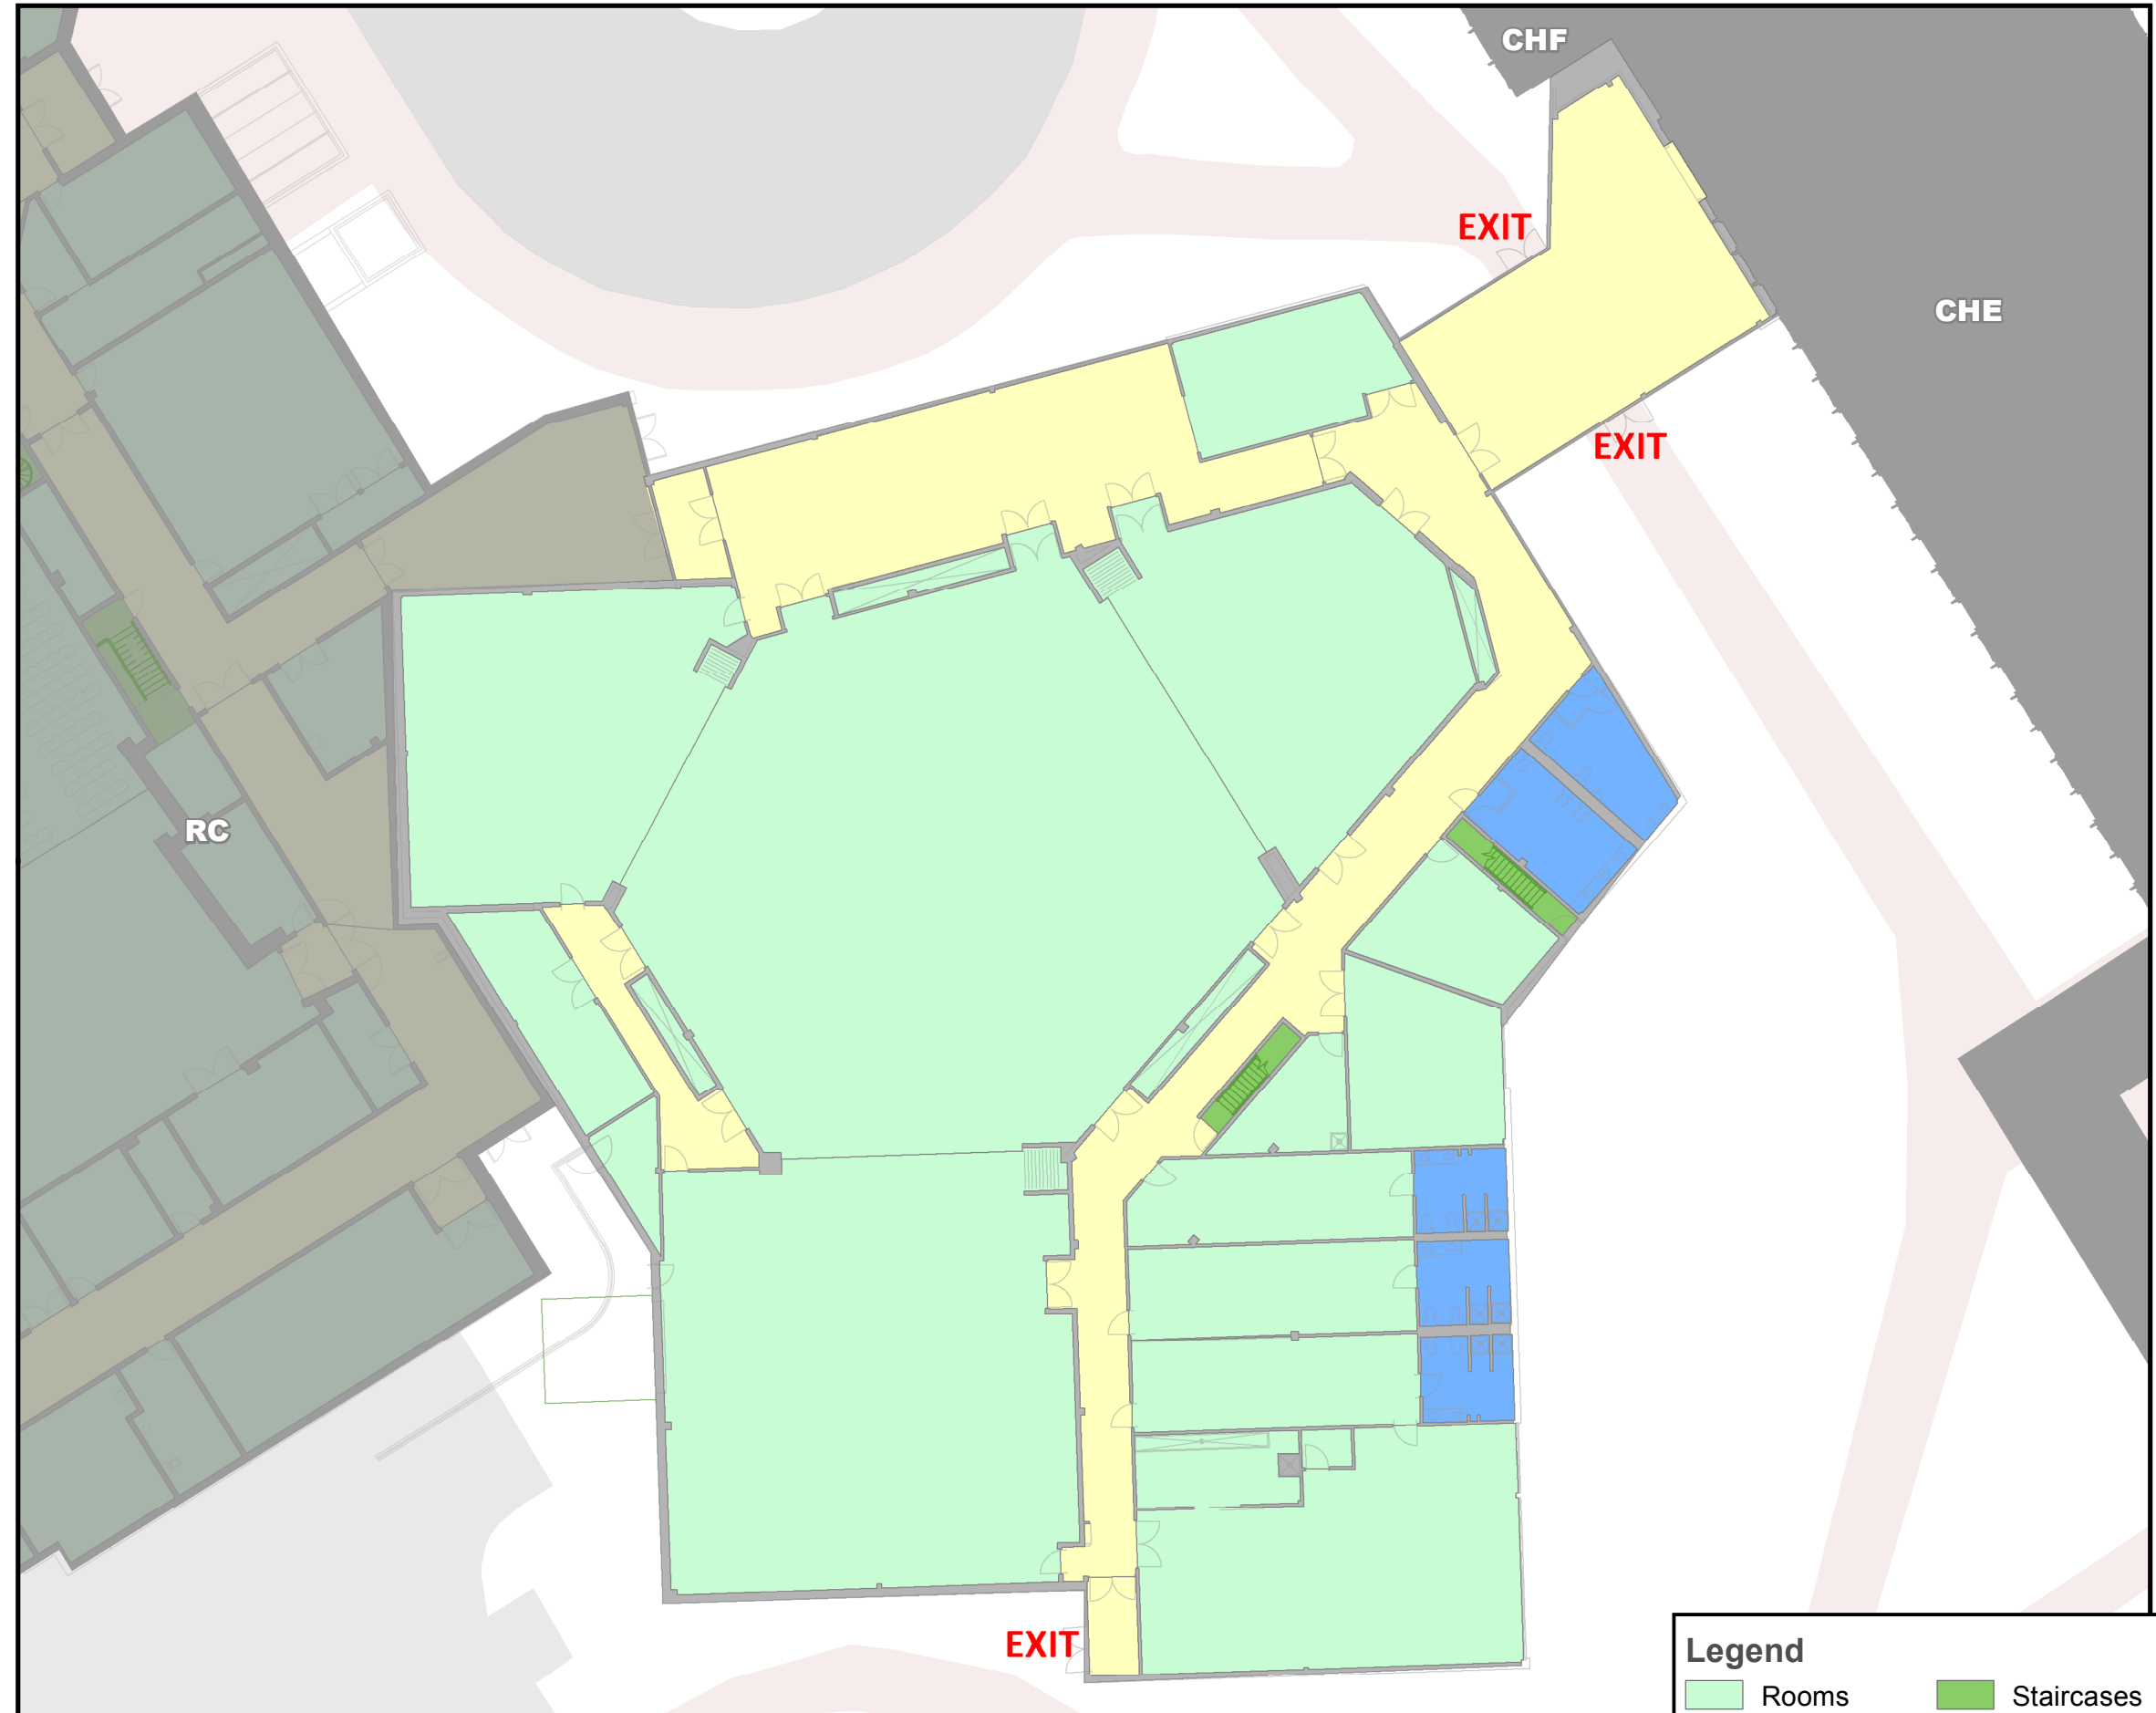 CHF
EXIT
CHE
EXIT
RC
EXIT
Legend
Rooms
Staircases